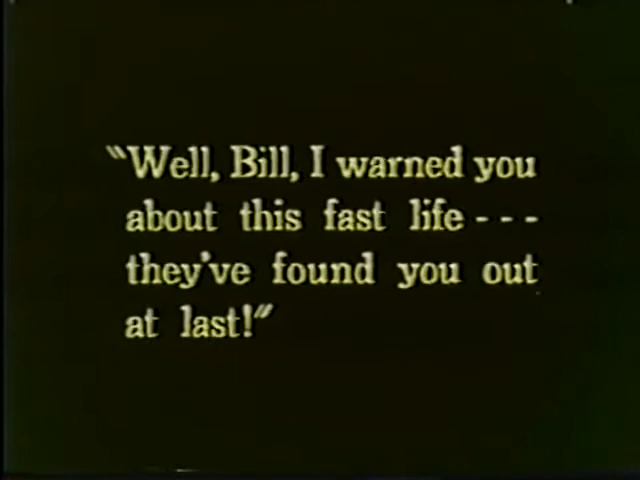 "Well, Bill, I warned you
about this fast life - - -
they've found you out
at last!"